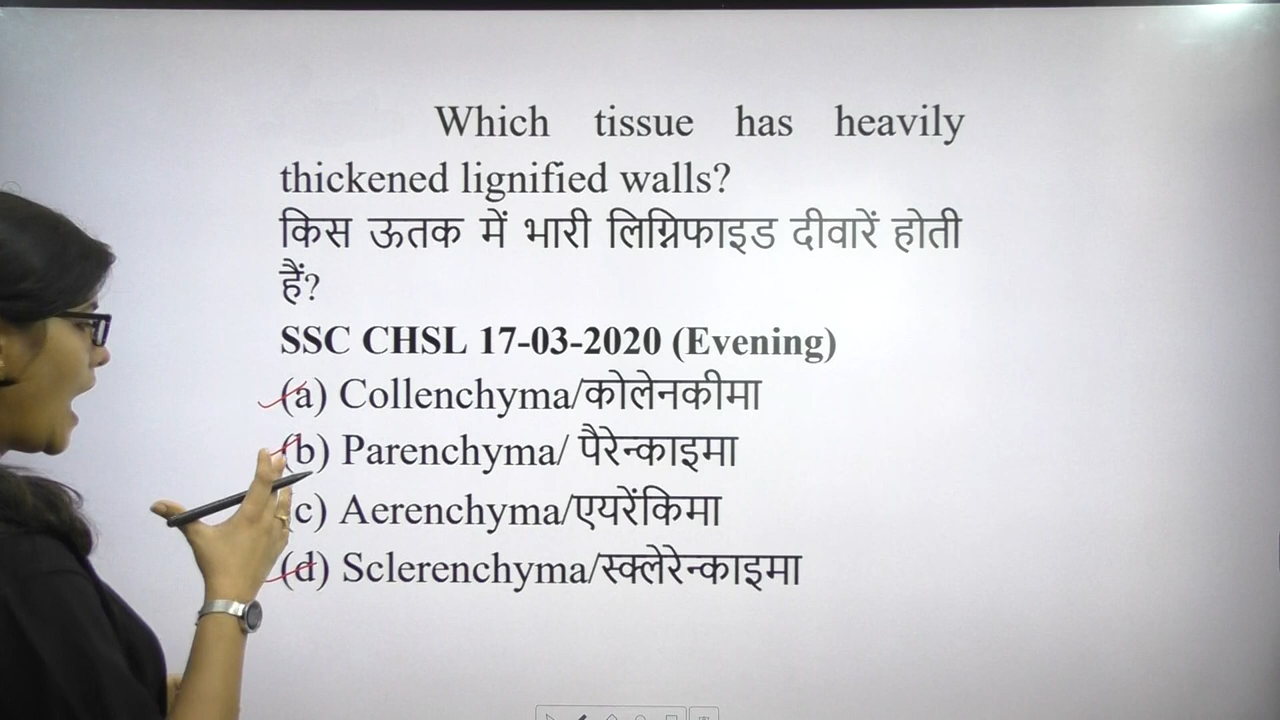 Which tissue has heavily
thickened lignified walls?
किस ऊतक में भारी लिग्निफाइड दीवारें होती
हैं?
SSC CHSL 17-03-2020 (Evening)
(a) Collenchyma/कोलेनकीमा
(b) Parenchyma/ पैरेन्काइमा
c) Aerenchyma/एयरेंकिमा
(d) Sclerenchyma/स्क्लेरेन्काइमा